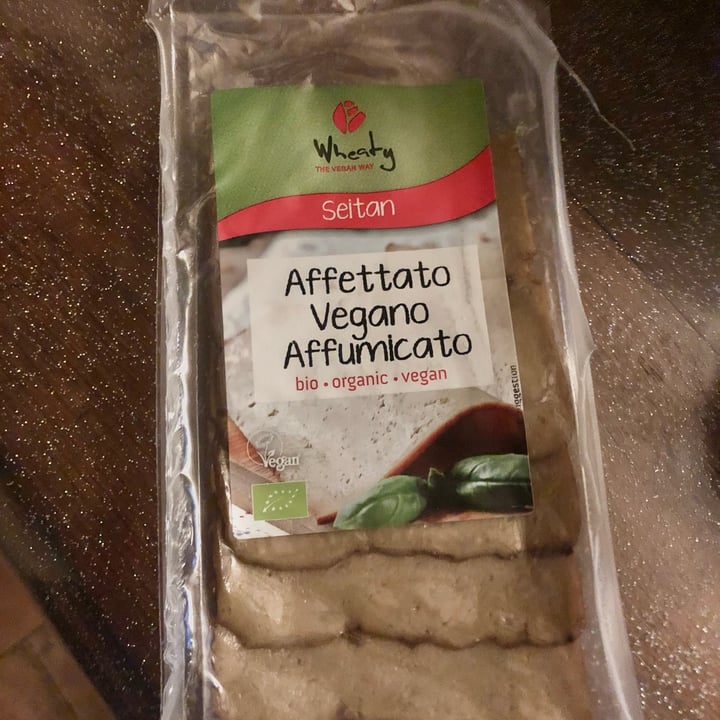 Wheaty
THE VEGAN WAY
Seitan
Affettato
Vegano
Affumicato
bio • organic • vegan
Vegan